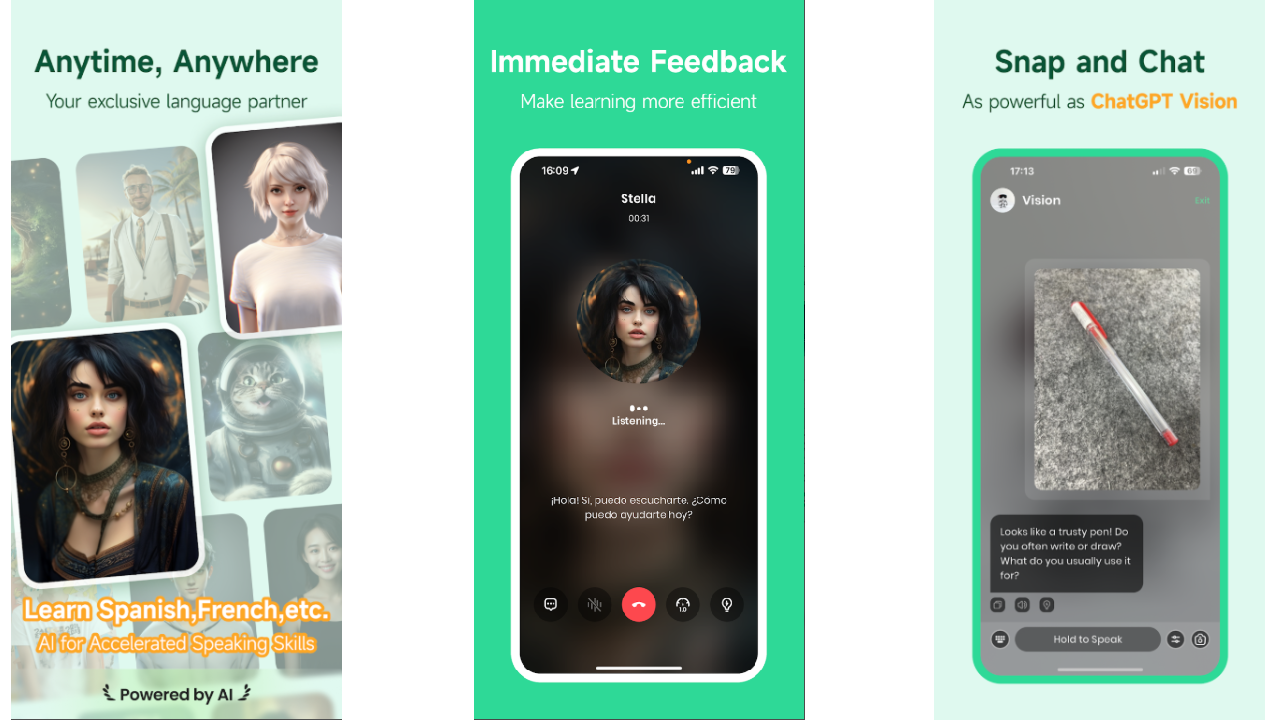 Anytime, Anywhere
Your exclusive language partner
Learn Spanish,French,etc.
AI for Accelerated Speaking Skills
Powered by AI
Immediate Feedback
Make learning more efficient
16:09
79
Stella
00:31
Listening...
¡Hola! Sí, puedo escucharte. ¿Cómo
puedo ayudarte hoy?
1.0
Snap and Chat
As powerful as ChatGPT Vision
17:13
Vision
Exit
Looks like a trusty pen! Do
you often write or draw?
What do you usually use it
for?
Hold to Speak